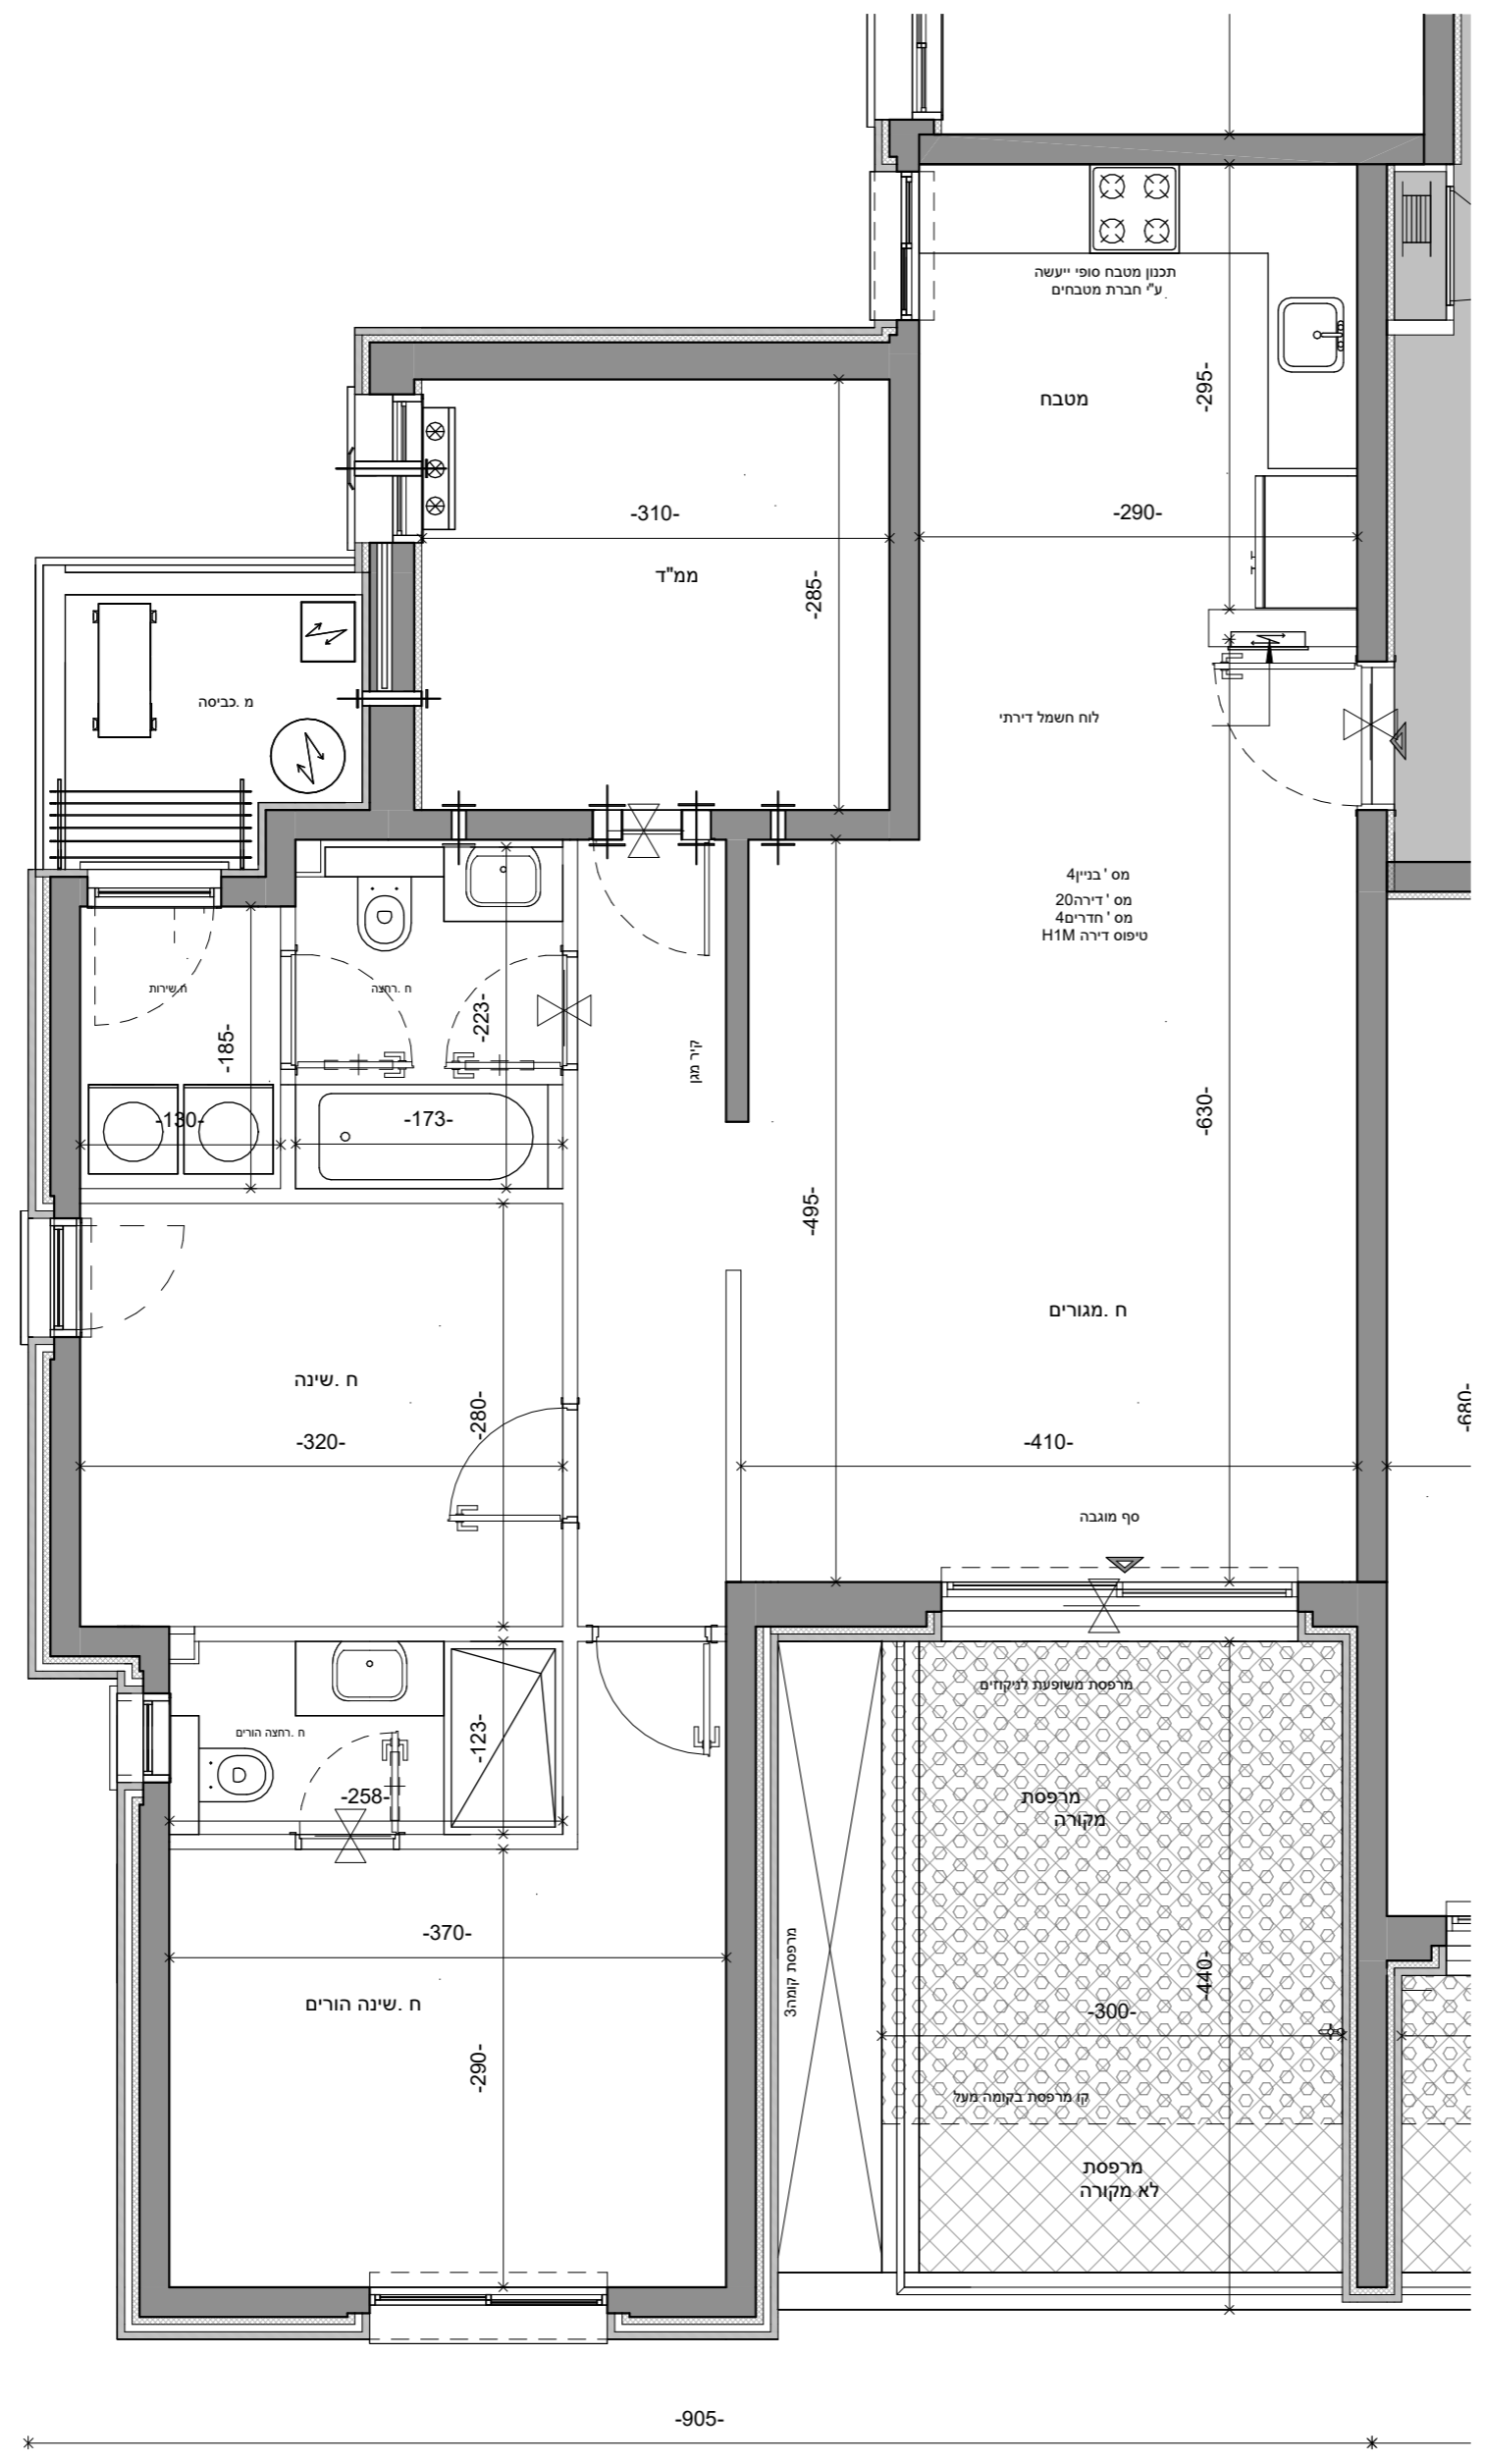 תכנון מטבח סופי ייעשה
ע"י חברת מטבחים
-295-
מטבח
-310-
-290-
ממ"ד
-285-
מ .כביסה
לוח חשמל דירתי
מס ' בניין4
מס ' דירה20
מס ' חדרים4
טיפוס דירה H1M
ח.שירות
ח .רחצה
-223-
-185-
קיר מגן
-130-
-173-
-630-
-495-
ח .מגורים
ח .שינה
-280-
-320-
-410-
-680-
סף מוגבה
מרפסת משופעת לניקוזים
ח .רחצה הורים
-123-
-258-
מרפסת
מקורה
-370-
מרפסת קומה3
-440-
-300-
ח .שינה הורים
-290-
קו מרפסת בקומה מעל
מרפסת
לא מקורה
-905-